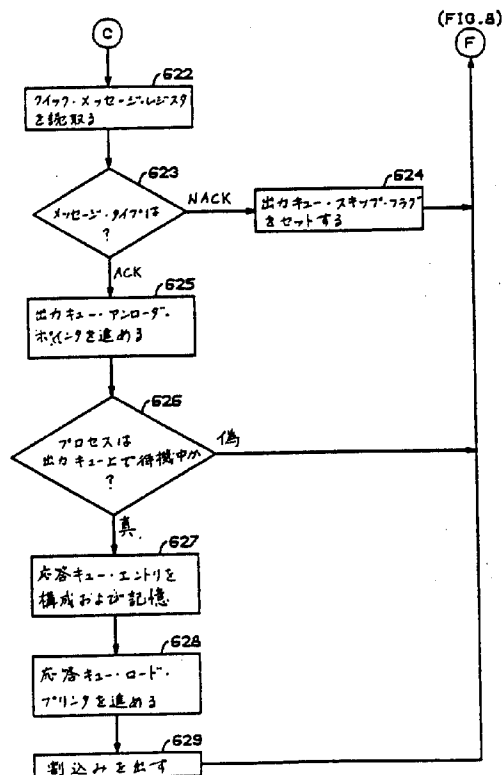 (FIG.8)
C
F
622
クイック・メッセージ・レジスタ
を読取る
623
メッセージ・タイプは
?
NACK
624
出力キュー・スキップ・フラグ
をセットする
ACK
625
出力キュー・アンローダ・
ポインタを進める
626
プロセスは
出力キュー上で待機中か
?
偽
真
627
応答キュー・エントリを
構成および記憶
628
応答キュー・ロード・
プリンタを進める
629
割込みを出す